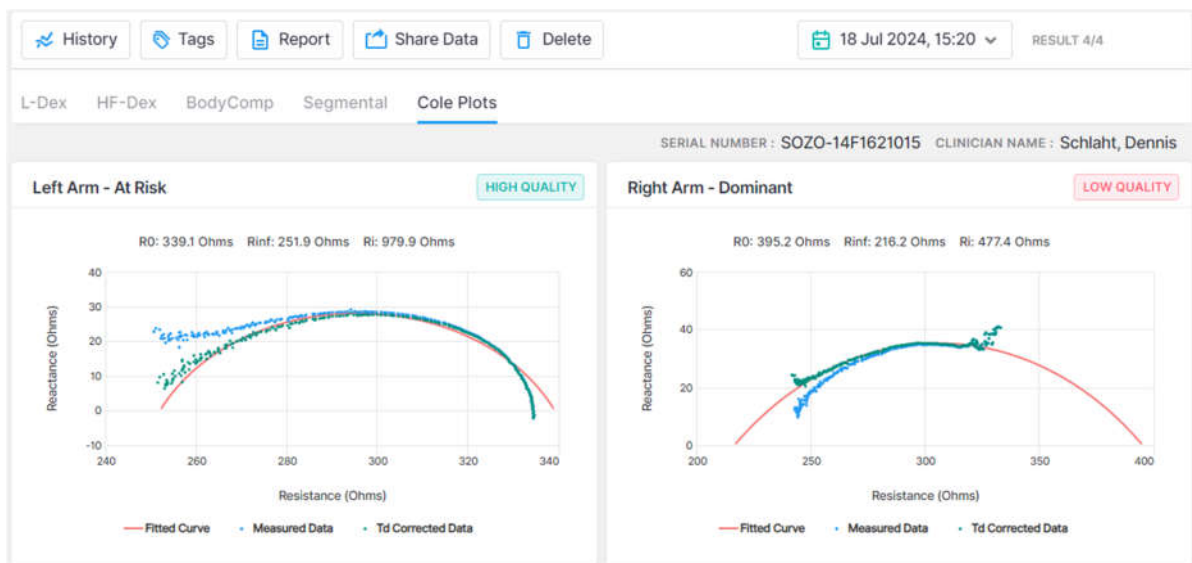 History Tags Report Share Data Delete 18 Jul 2024, 15:20 RESULT 4/4
L-Dex HF-Dex BodyComp Segmental Cole Plots
SERIAL NUMBER : SOZO-14F1621015 CLINICIAN NAME : Schlaht, Dennis
Left Arm - At Risk HIGH QUALITY
R0: 339.1 Ohms Rinf: 251.9 Ohms Ri: 979.9 Ohms
Reactance (Ohms)
40
30
20
10
0
-10
240 260 280 300 320 340
Resistance (Ohms)
Fitted Curve Measured Data Td Corrected Data
Right Arm - Dominant LOW QUALITY
R0: 395.2 Ohms Rinf: 216.2 Ohms Ri: 477.4 Ohms
Reactance (Ohms)
60
40
20
0
200 250 300 350 400
Resistance (Ohms)
Fitted Curve Measured Data Td Corrected Data